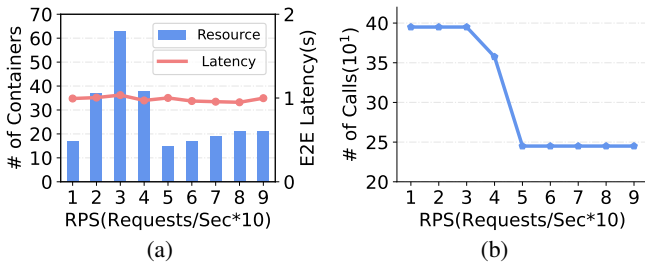 # of Containers
70
60
50
40
30
20
10
0
Resource
Latency
2
1
0
E2E Latency(s)
1 2 3 4 5 6 7 8 9
RPS(Requests/Sec*10)
(a)
# of Calls(10¹)
40
35
30
25
20
1 2 3 4 5 6 7 8 9
RPS(Requests/Sec*10)
(b)